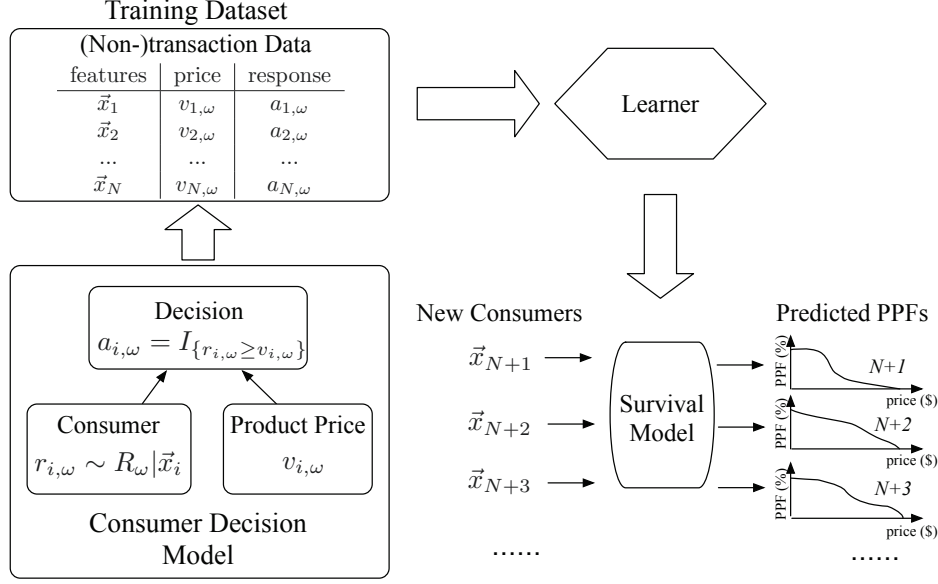 Training Dataset
(Non-)transaction Data
features price response
$\vec{x}_1$ $v_{1,\omega}$ $a_{1,\omega}$
$\vec{x}_2$ $v_{2,\omega}$ $a_{2,\omega}$
... ... ...
$\vec{x}_N$ $v_{N,\omega}$ $a_{N,\omega}$
Learner
Decision
$a_{i,\omega} = I_{\{r_{i,\omega} \geq v_{i,\omega}\}}$
Consumer
$r_{i,\omega} \sim R_\omega | \vec{x}_i$
Product Price
$v_{i,\omega}$
Consumer Decision
Model
New Consumers
$\vec{x}_{N+1}$
$\vec{x}_{N+2}$
$\vec{x}_{N+3}$
......
Survival
Model
Predicted PPFs
PPF (%)
N+1
price ($)
PPF (%)
N+2
price ($)
PPF (%)
N+3
price ($)
......